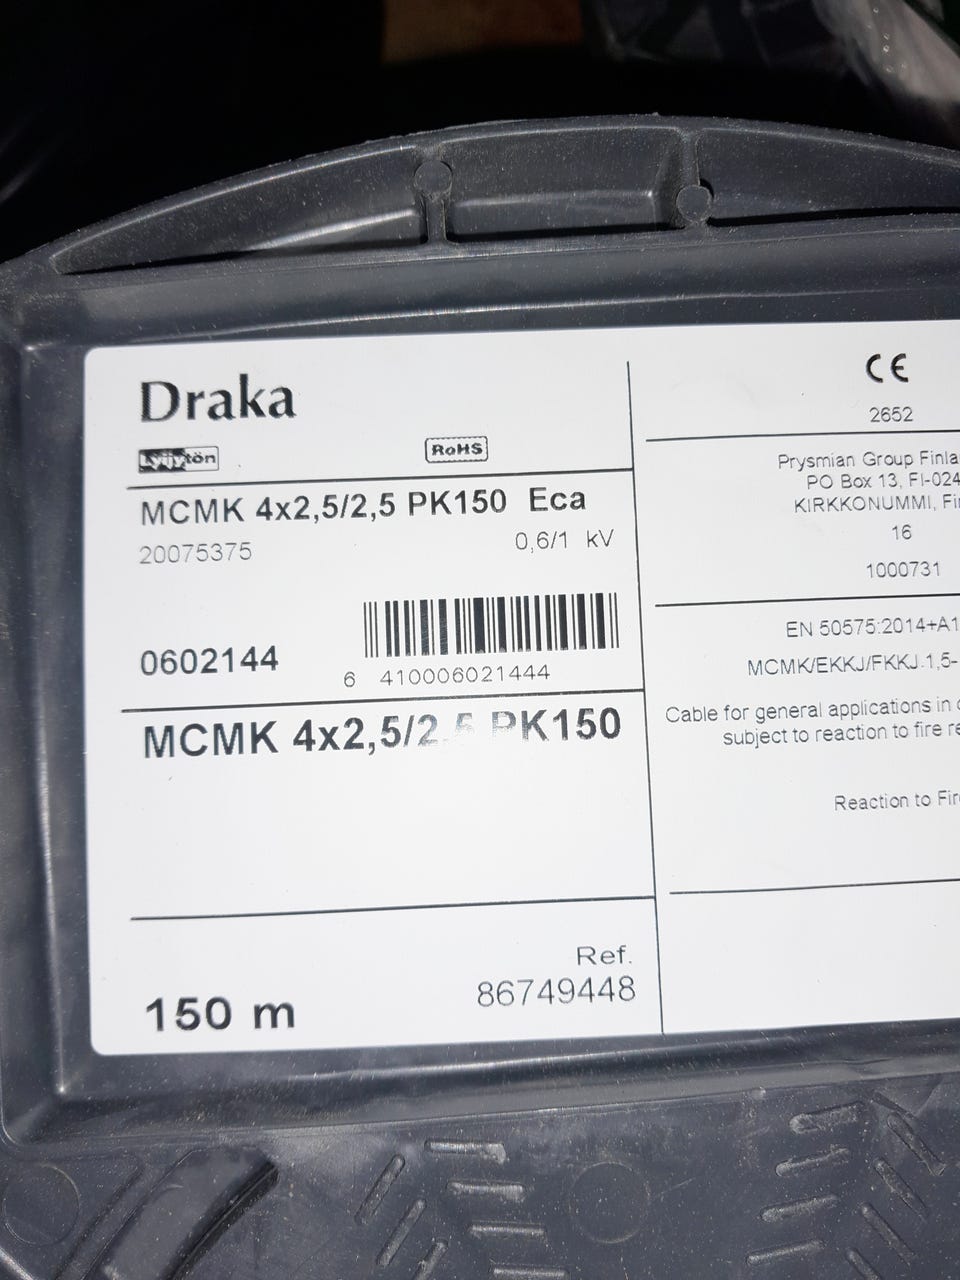 Draka
Lyijytön
RoHS
MCMK 4x2,5/2,5 PK150 Eca
20075375 0,6/1 kV
0602144
6 410006021444
MCMK 4x2,5/2,5 PK150
Ref.
86749448
150 m
CE
2652
Prysmian Group Finla
PO Box 13, FI-024
KIRKKONUMMI, Fin
16
1000731
EN 50575:2014+A1
MCMK/EKKJ/FKKJ 1,5-
Cable for general applications in c
subject to reaction to fire re
Reaction to Fire